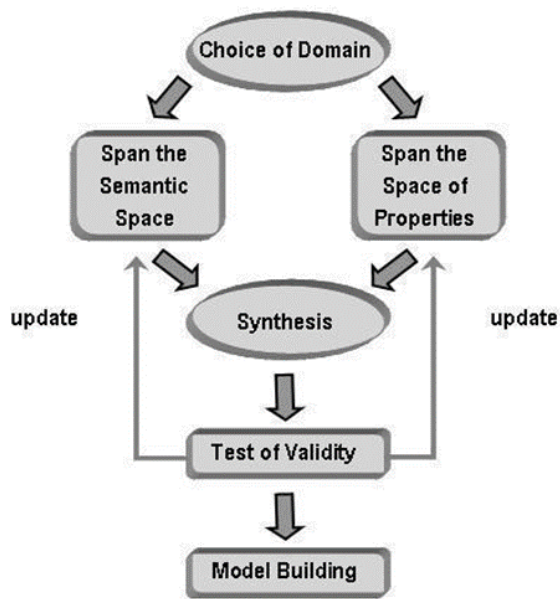 Choice of Domain
Span the
Semantic
Space
Span the
Space of
Properties
update
Synthesis
update
Test of Validity
Model Building